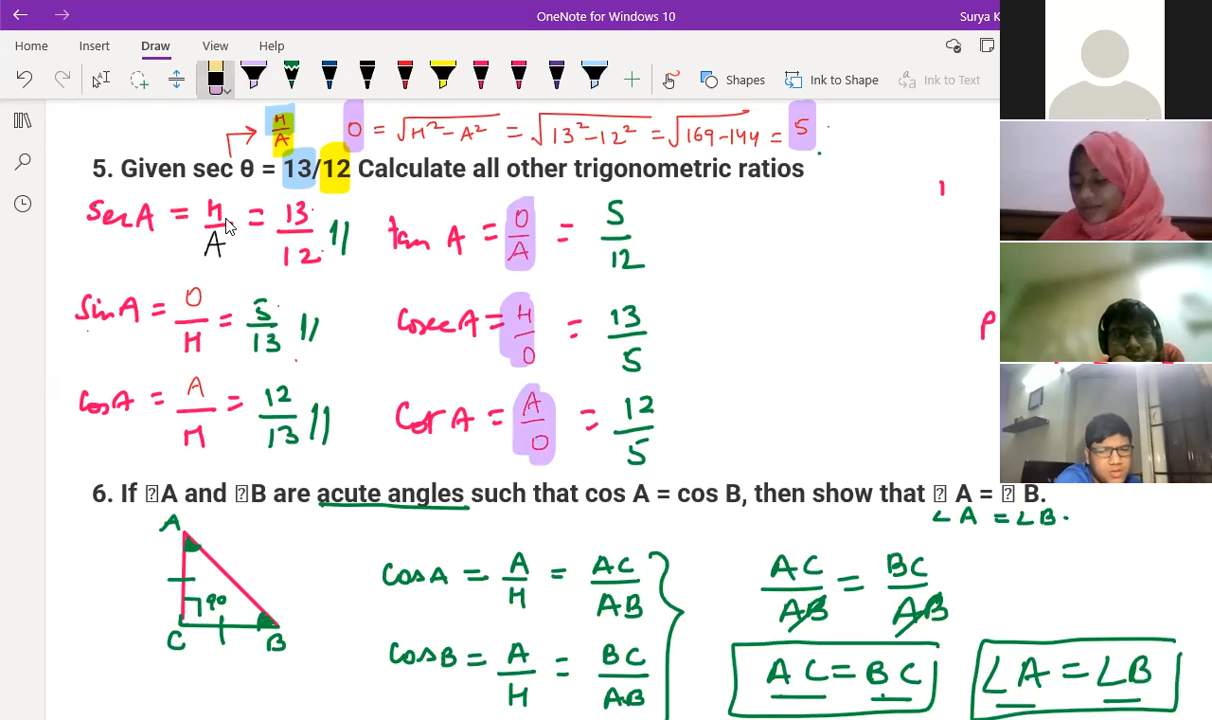 OneNote for Windows 10
Surya K
Home Insert Draw View Help
Shapes Ink to Shape Ink to Text
H/A O = √H²-A² = √13²-12² = √169-144 = 5
5. Given sec θ = 13/12 Calculate all other trigonometric ratios
secA = H/A = 13/12 // tan A = O/A = 5/12
sinA = O/H = 5/13 // cosecA = H/O = 13/5
cosA = A/H = 12/13 // Cot A = A/O = 12/5
6. If A and B are acute angles such that cos A = cos B, then show that A = B.
∠A = ∠B.
A
90
C B
cosA = A/H = AC/AB AC/AB = BC/AB
cosB = A/H = BC/AB AC = BC ∠A = ∠B